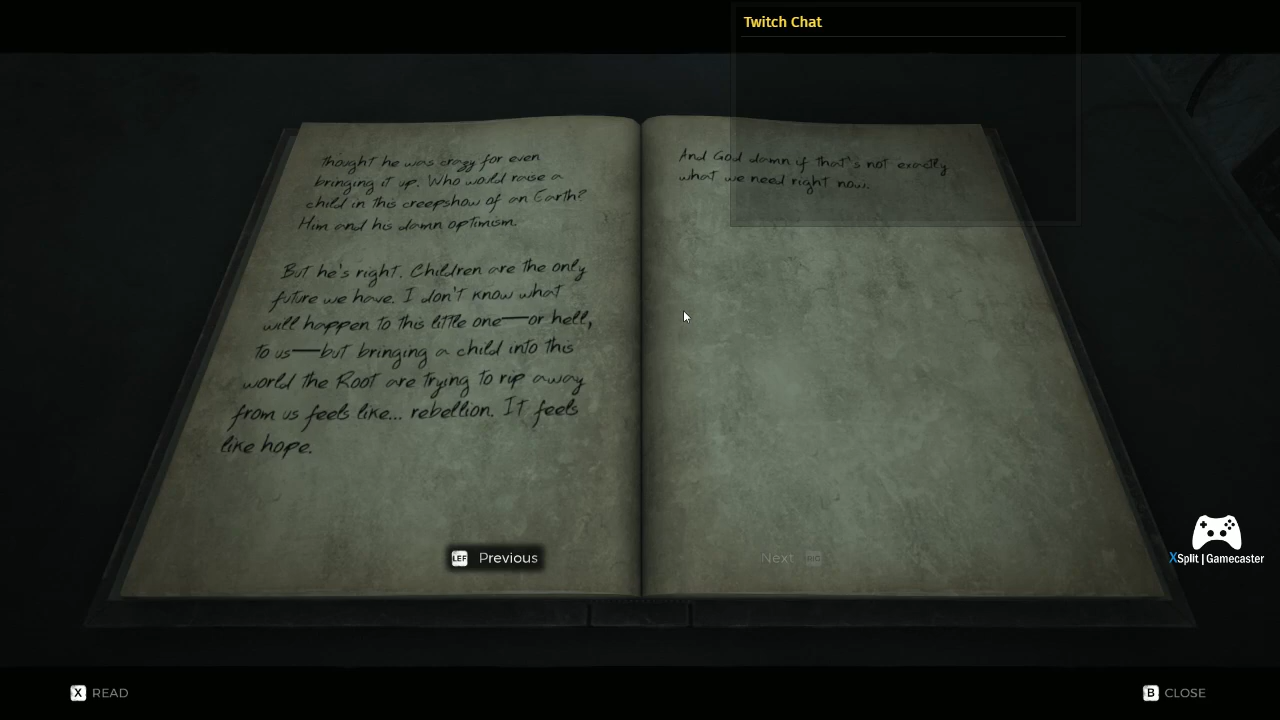 Twitch Chat
thought he was crazy for even
bringing it up. Who would raise a
child in this creepshow of an Earth?
Him and his damn optimism.
But he's right. Children are the only
future we have. I don't know what
will happen to this little one—or hell,
to us—but bringing a child into this
world the Root are trying to rip away
from us feels like... rebellion. It feels
like hope.
And God damn if that's not exactly
what we need right now.
LEF Previous
Next RIG
XSplit | Gamecaster
X READ
B CLOSE